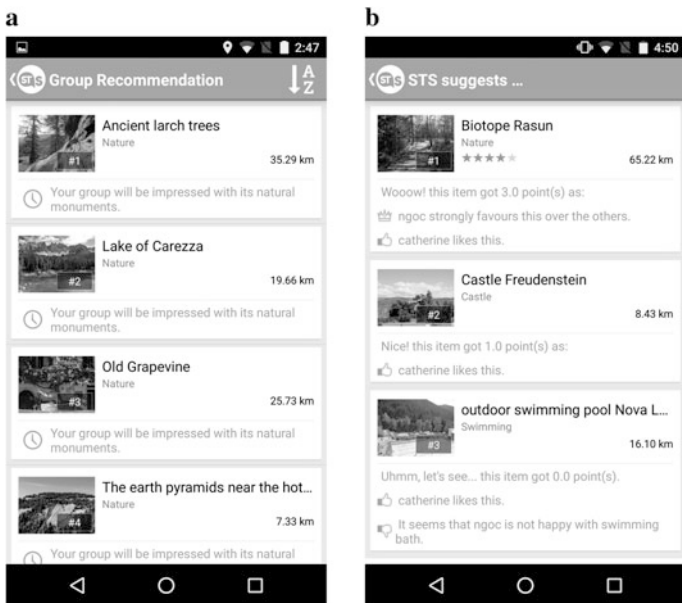 a
2:47
STS Group Recommendation
A
Z
Ancient larch trees
Nature
#1
35.29 km
Your group will be impressed with its natural
monuments.
Lake of Carezza
Nature
#2
19.66 km
Your group will be impressed with its natural
monuments.
Old Grapevine
Nature
#3
25.73 km
Your group will be impressed with its natural
monuments.
The earth pyramids near the hot...
Nature
#4
7.33 km
Your group will be impressed with its natural
b
4:50
STS STS suggests ...
Biotope Rasun
Nature
#1
65.22 km
Wooow! this item got 3.0 point(s) as:
ngoc strongly favours this over the others.
catherine likes this.
Castle Freudenstein
Castle
#2
8.43 km
Nice! this item got 1.0 point(s) as:
catherine likes this.
outdoor swimming pool Nova L...
Swimming
#3
16.10 km
Uhmm, let's see... this item got 0.0 point(s).
catherine likes this.
It seems that ngoc is not happy with swimming
bath.